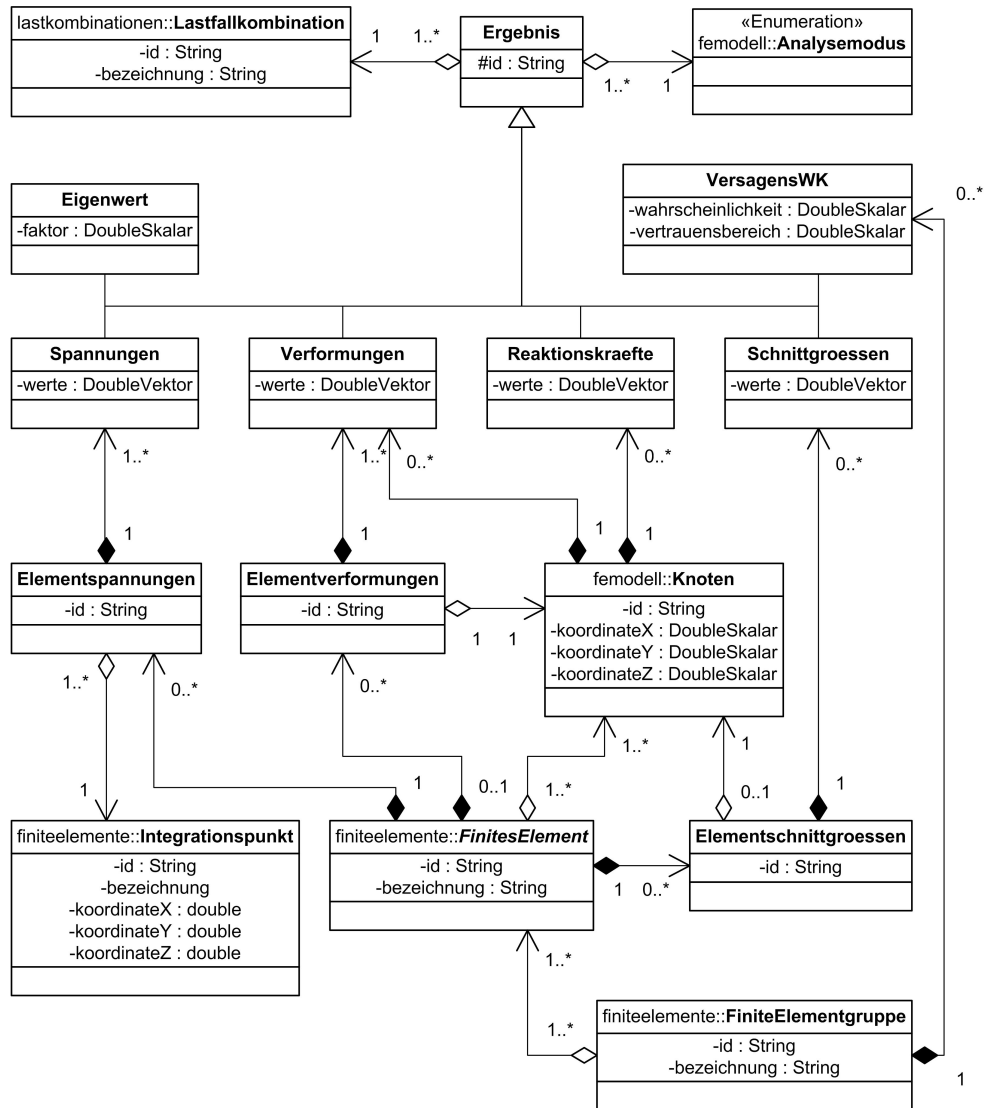 lastkombinationen::Lastfallkombination
-id : String
-bezeichnung : String
1
1..*
Ergebnis
#id : String
1..*
1
«Enumeration»
femodell::Analysemodus
Eigenwert
-faktor : DoubleSkalar
VersagensWK
-wahrscheinlichkeit : DoubleSkalar
-vertrauensbereich : DoubleSkalar
0..*
Spannungen
-werte : DoubleVektor
Verformungen
-werte : DoubleVektor
Reaktionskraefte
-werte : DoubleVektor
Schnittgroessen
-werte : DoubleVektor
1..*
1..*
0..*
0..*
0..*
1
1
1
1
Elementspannungen
-id : String
Elementverformungen
-id : String
1
1
femodell::Knoten
-id : String
-koordinateX : DoubleSkalar
-koordinateY : DoubleSkalar
-koordinateZ : DoubleSkalar
1..*
0..*
0..*
1..*
1
1
1
0..1
1..*
0..1
1
finiteelemente::Integrationspunkt
-id : String
-bezeichnung
-koordinateX : double
-koordinateY : double
-koordinateZ : double
finiteelemente::FinitesElement
-id : String
-bezeichnung : String
1
0..*
Elementschnittgroessen
-id : String
1..*
1..*
finiteelemente::FiniteElementgruppe
-id : String
-bezeichnung : String
1